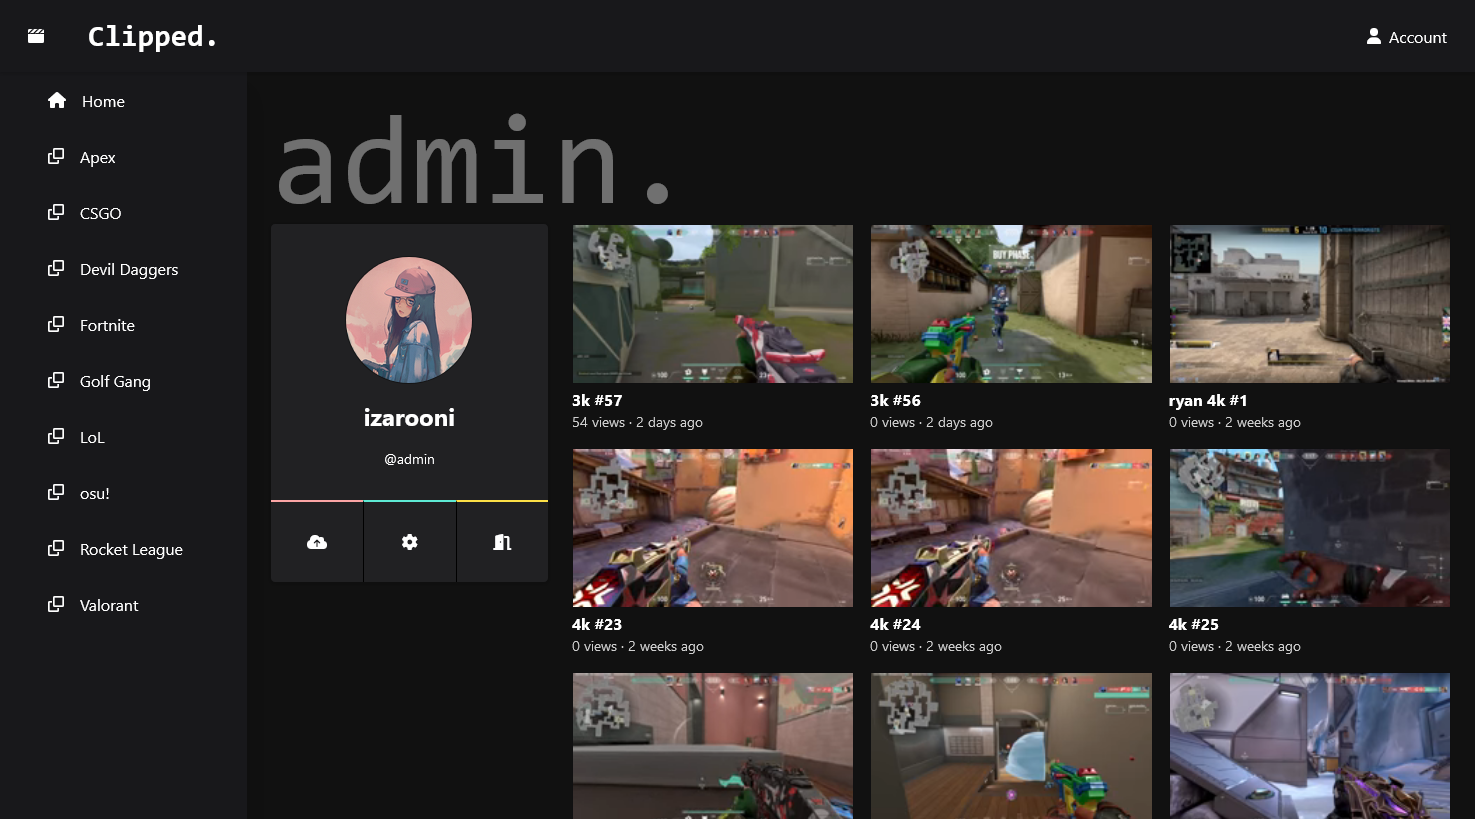 Clipped.
Account
Home
Apex
CSGO
Devil Daggers
Fortnite
Golf Gang
LoL
osu!
Rocket League
Valorant
admin.
izarooni
@admin
BUY PHASE
3k #57
54 views · 2 days ago
3k #56
0 views · 2 days ago
ryan 4k #1
0 views · 2 weeks ago
4k #23
0 views · 2 weeks ago
4k #24
0 views · 2 weeks ago
4k #25
0 views · 2 weeks ago